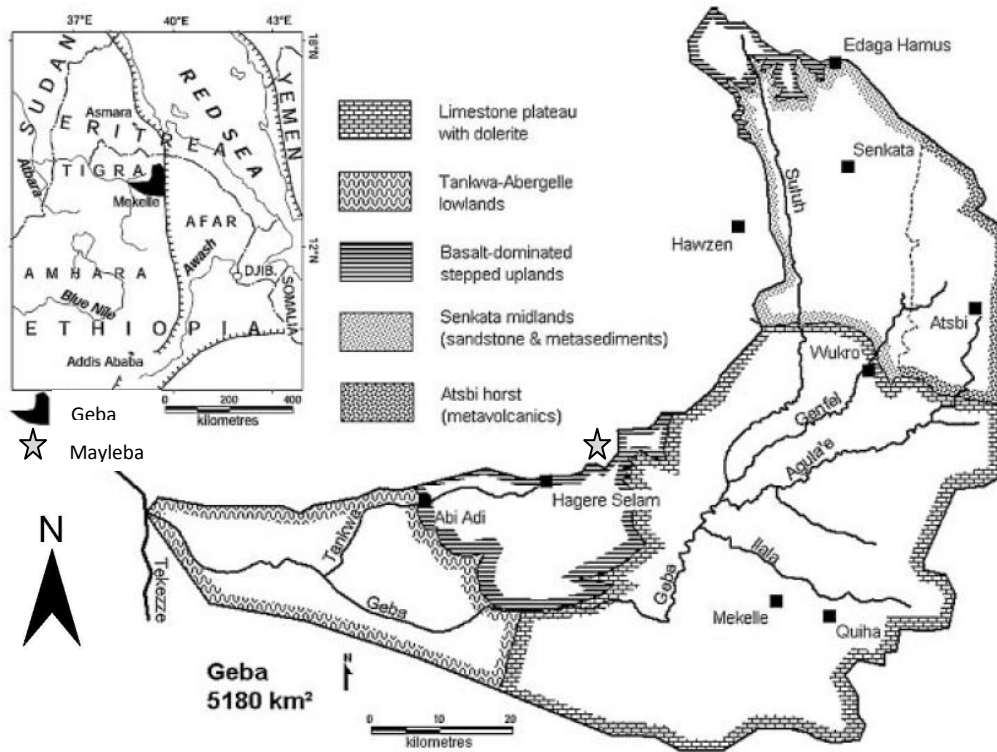 37°E 40°E 43°E
18°N
12°N
SUDAN
RED SEA
YEMEN
Asmara
ERITREA
Atbara
TIGRA
Mekelle
AFAR
Awash
DJIB.
SOMALIA
AMHARA
Blue Nile
ETHIOPIA
Addis Ababa
0 200 400
kilometres
Geba
Mayleba
Limestone plateau
with dolerite
Tankwa-Abergelle
lowlands
Basalt-dominated
stepped uplands
Senkata midlands
(sandstone & metasediments)
Atsbi horst
(metavolcanics)
Edaga Hamus
Senkata
Suluh
Hawzen
Atsbi
Wukro
Genfel
Agula'e
Hagere Selam
Abi Adi
Tankwa
Ilala
Geba
Geba
Tekezze
Mekelle
Quiha
N
N
Geba
5180 km²
0 10 20
kilometres